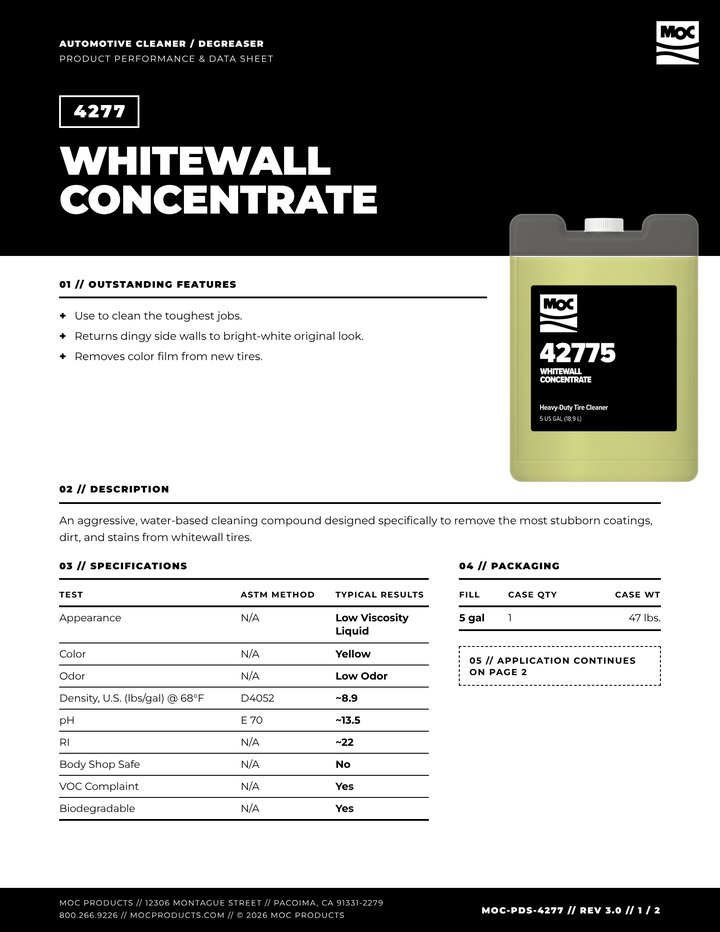 AUTOMOTIVE CLEANER / DEGREASER
PRODUCT PERFORMANCE & DATA SHEET
MOC
4277
WHITEWALL
CONCENTRATE
01 // OUTSTANDING FEATURES
+ Use to clean the toughest jobs.
+ Returns dingy side walls to bright-white original look.
+ Removes color film from new tires.
MOC
42775
WHITEWALL
CONCENTRATE
Heavy-Duty Tire Cleaner
5 US GAL (18.9 L)
02 // DESCRIPTION
An aggressive, water-based cleaning compound designed specifically to remove the most stubborn coatings,
dirt, and stains from whitewall tires.
03 // SPECIFICATIONS
TEST ASTM METHOD TYPICAL RESULTS
Appearance N/A Low Viscosity
Liquid
Color N/A Yellow
Odor N/A Low Odor
Density, U.S. (lbs/gal) @ 68°F D4052 ~8.9
pH E 70 ~13.5
RI N/A ~22
Body Shop Safe N/A No
VOC Complaint N/A Yes
Biodegradable N/A Yes
04 // PACKAGING
FILL CASE QTY CASE WT
5 gal 1 47 lbs.
05 // APPLICATION CONTINUES
ON PAGE 2
MOC PRODUCTS // 12306 MONTAGUE STREET // PACOIMA, CA 91331-2279
800.266.9226 // MOCPRODUCTS.COM // © 2026 MOC PRODUCTS
MOC-PDS-4277 // REV 3.0 // 1 / 2